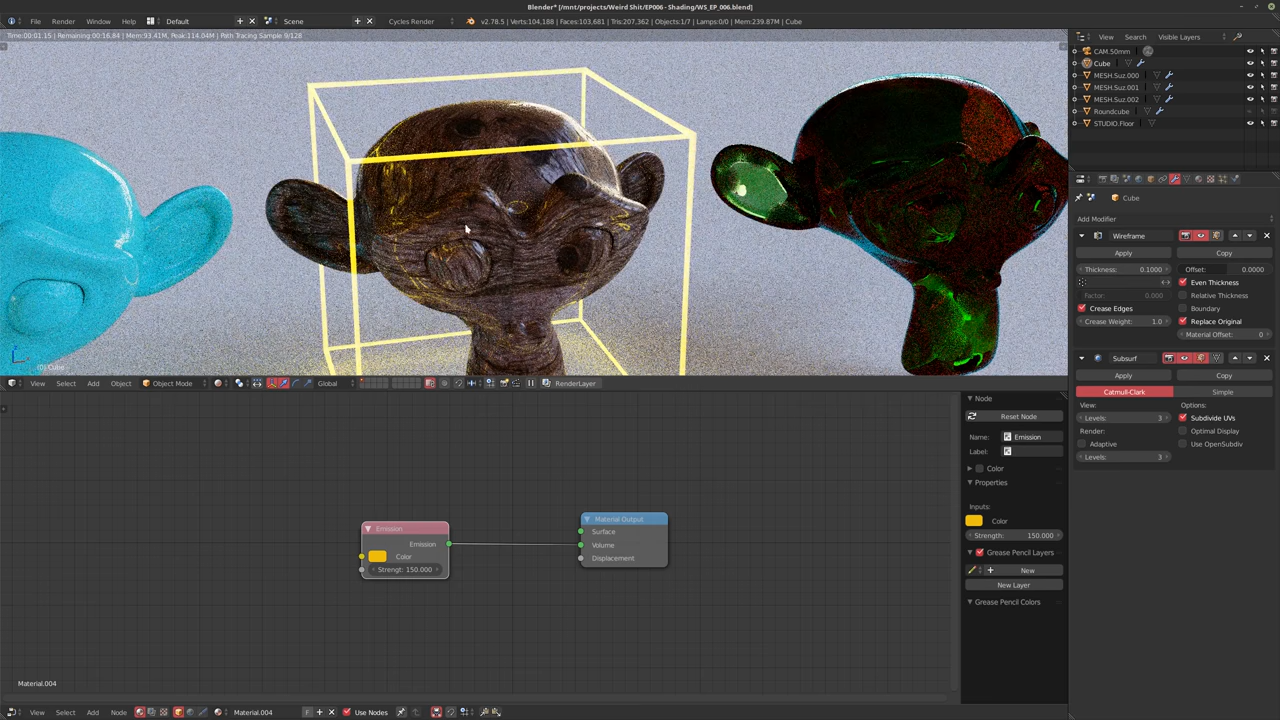 Blender* [/mnt/projects/Weird Shit/EP006 - Shading/WS_EP_006.blend]
File Render Window Help Default Scene Cycles Render v2.78.5 | Verts:104,188 | Faces:103,681 | Tris:207,362 | Objects:1/7 | Lamps:0/0 | Mem:239.87M | Cube
View Search Visible Layers
Time:00:01.15 | Remaining:00:16.84 | Mem:93.41M, Peak:114.04M | Path Tracing Sample 9/128
CAM.50mm
Cube
MESH.Suz.000
MESH.Suz.001
MESH.Suz.002
Roundcube
STUDIO.Floor
Cube
Add Modifier
Wireframe
Apply Copy
Thickness: 0.1000 Offset: 0.0000
Even Thickness
Factor: 0.000 Relative Thickness
Crease Edges Boundary
Crease Weight: 1.0 Replace Original
Material Offset: 0
Subsurf
Apply Copy
Catmull-Clark Simple
View: Options:
Levels: 3 Subdivide UVs
Render: Optimal Display
Adaptive Use OpenSubdiv
Levels: 3
(0) Cube
View Select Add Object Object Mode Global RenderLayer
Node
Reset Node
Name: Emission
Label:
Color
Properties
Inputs:
Color
Strength: 150.000
Grease Pencil Layers
New
New Layer
Grease Pencil Colors
Emission
Emission
Color
Strengt: 150.000
Material Output
Surface
Volume
Displacement
Material.004
View Select Add Node Material.004 F Use Nodes